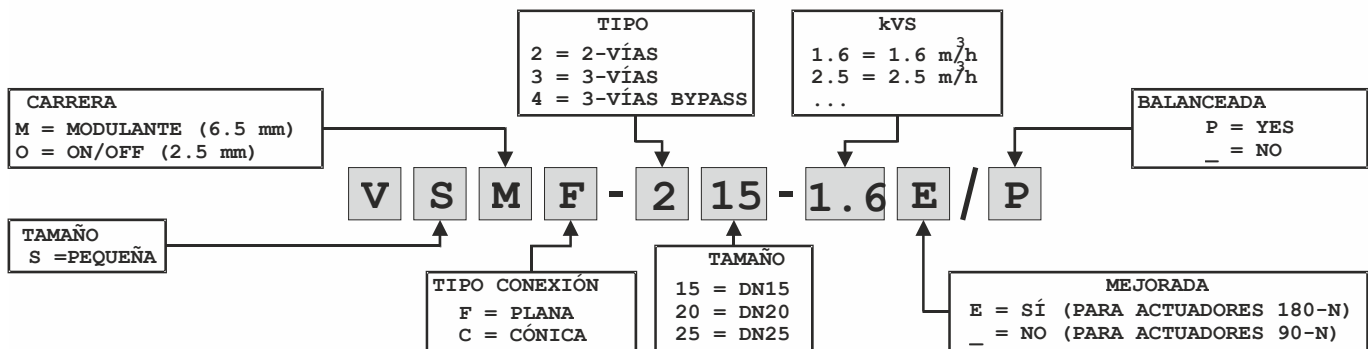 TIPO
2 = 2-VÍAS
3 = 3-VÍAS
4 = 3-VÍAS BYPASS
kVS
1.6 = 1.6 m³/h
2.5 = 2.5 m³/h
...
CARRERA
M = MODULANTE (6.5 mm)
O = ON/OFF (2.5 mm)
BALANCEADA
P = YES
_ = NO
V S M F - 2 15 - 1.6 E / P
TAMAÑO
S =PEQUEÑA
TIPO CONEXIÓN
F = PLANA
C = CÓNICA
TAMAÑO
15 = DN15
20 = DN20
25 = DN25
MEJORADA
E = SÍ (PARA ACTUADORES 180-N)
_ = NO (PARA ACTUADORES 90-N)